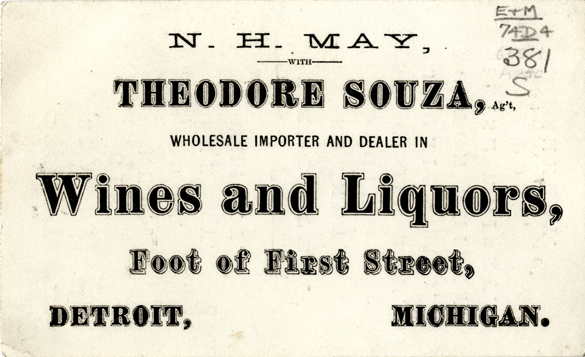 E+M
74D4
381
S
N. H. MAY,
WITH
THEODORE SOUZA, Ag't,
WHOLESALE IMPORTER AND DEALER IN
Wines and Liquors,
Foot of First Street,
DETROIT, MICHIGAN.